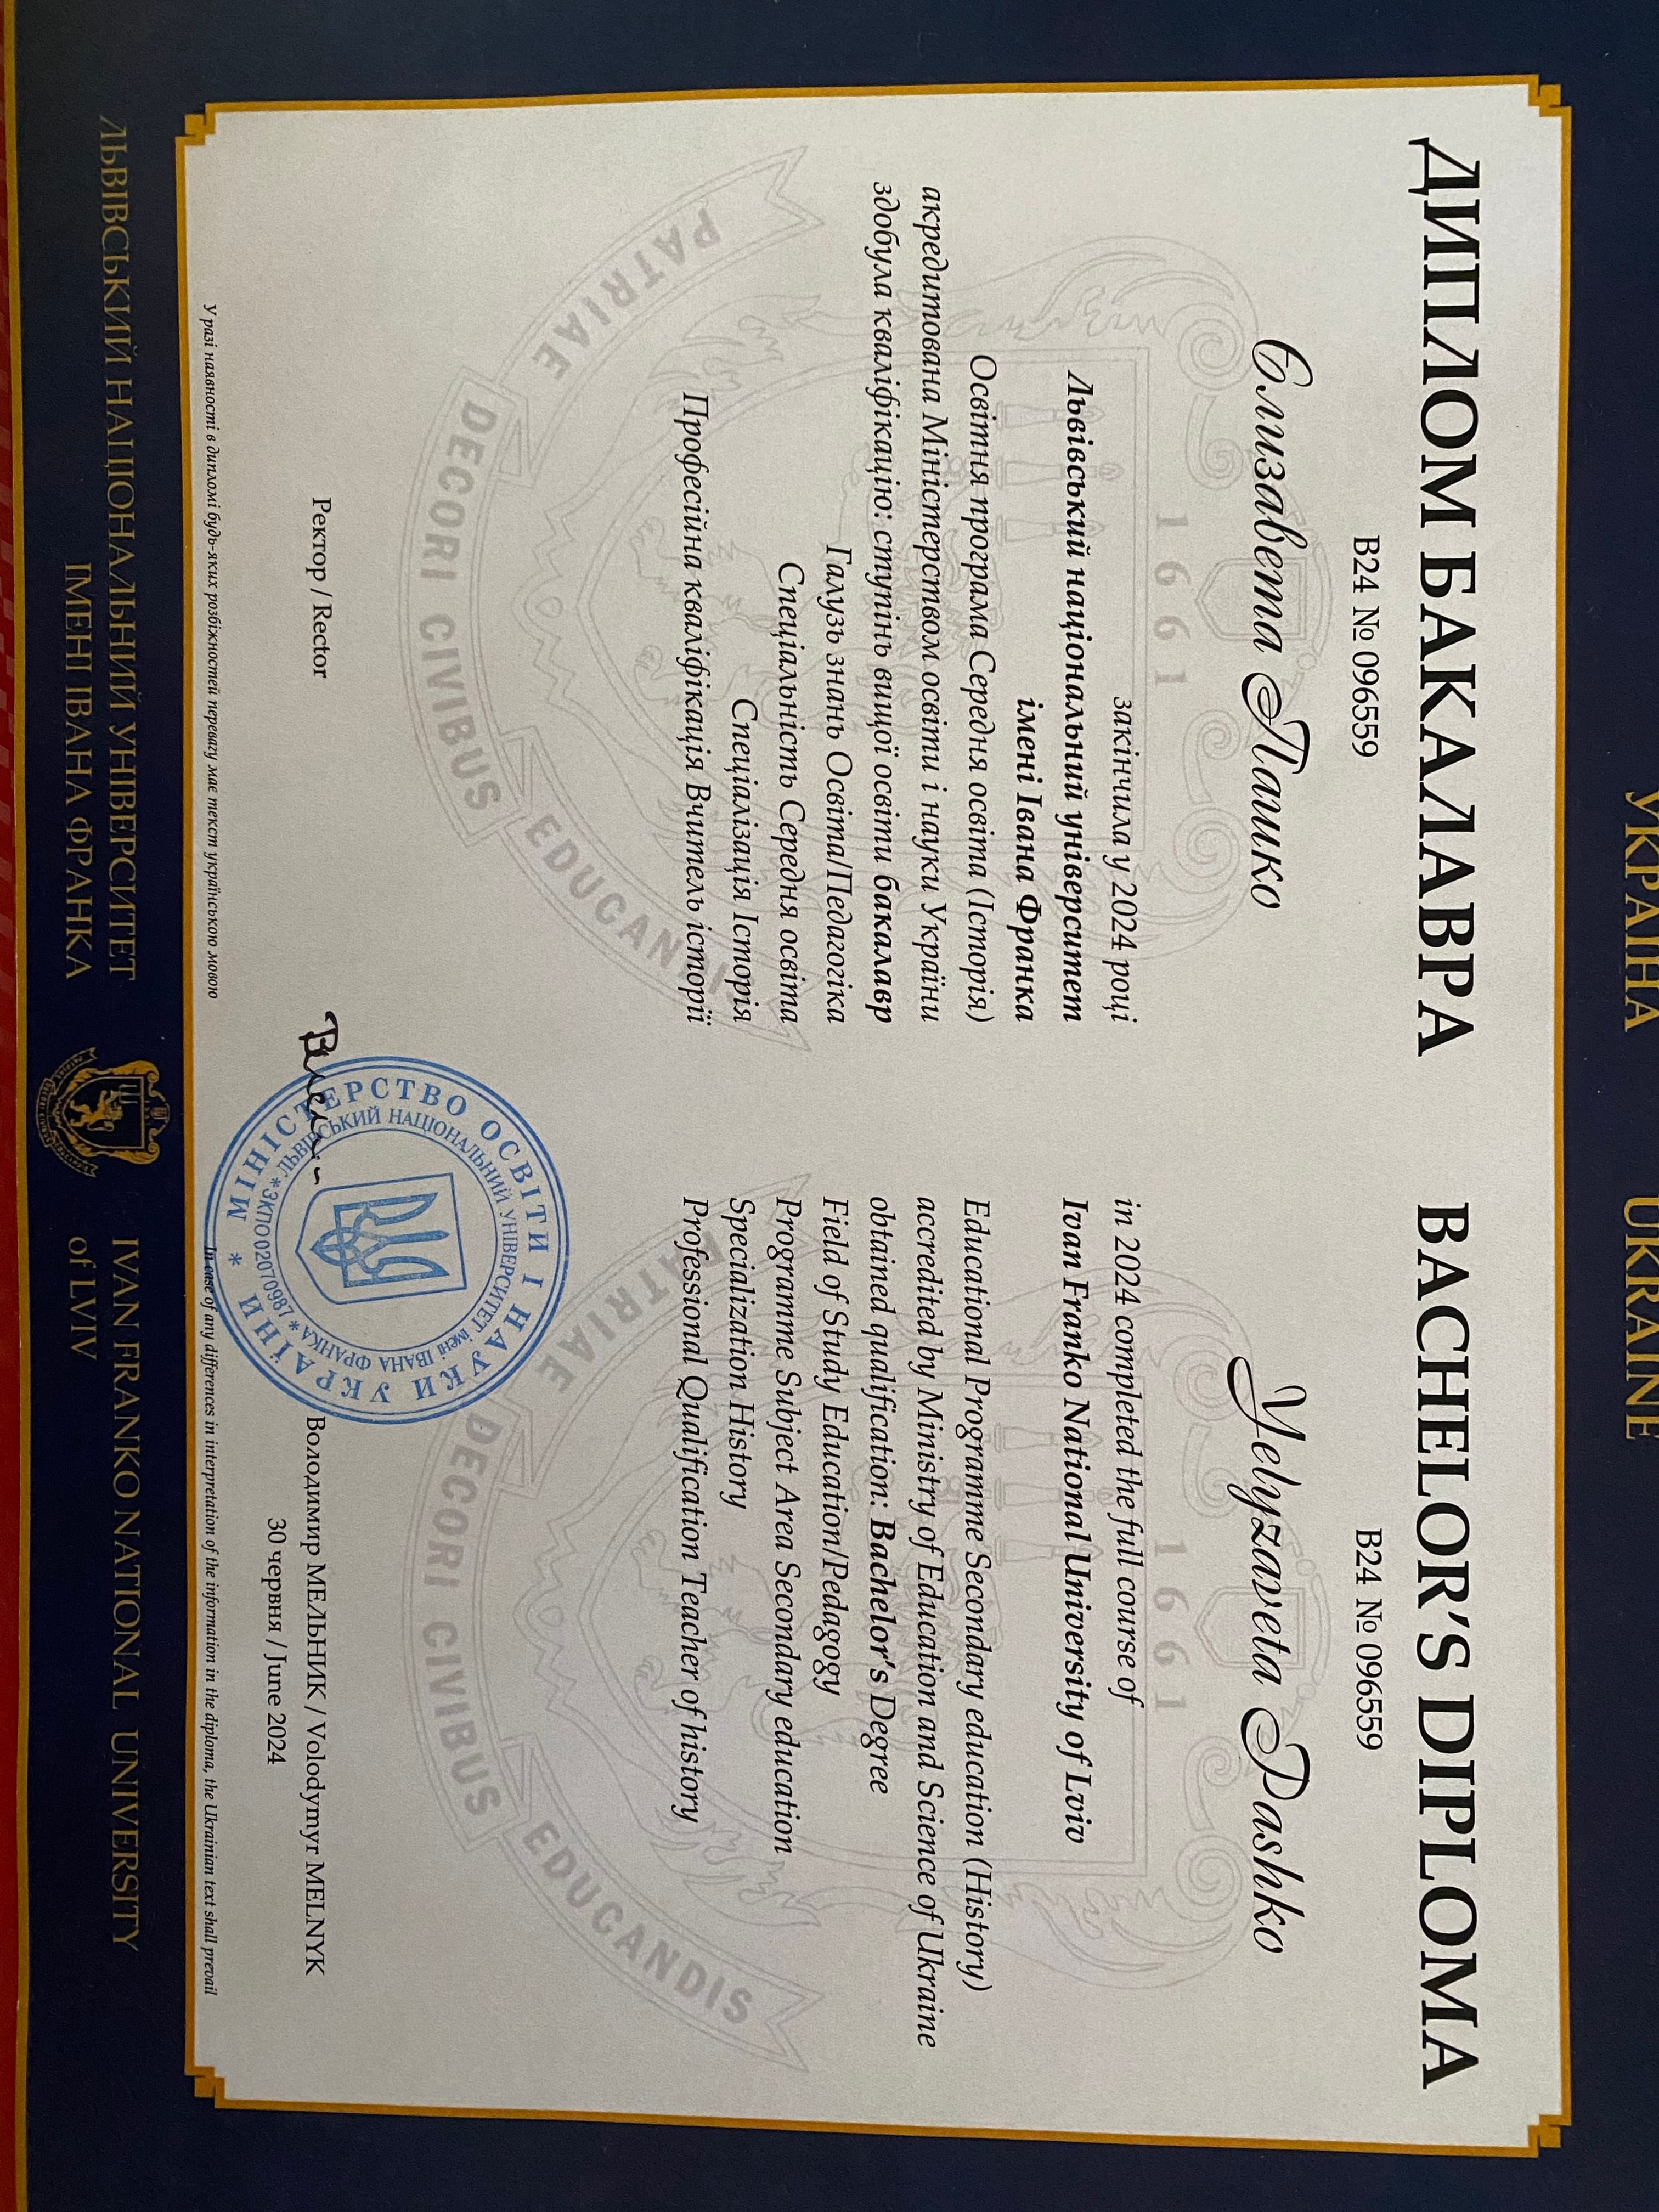 УКРАЇНА
UKRAINE
ДИПЛОМ БАКАЛАВРА
B24 № 096559
Єлизавета Пашко
закінчила у 2024 році
Львівський національний університет
імені Івана Франка
Освітня програма Середня освіта (Історія)
акредитована Міністерством освіти і науки України
здобула кваліфікацію: ступінь вищої освіти бакалавр
Галузь знань Освіта/Педагогіка
Спеціальність Середня освіта
Спеціалізація Історія
Професійна кваліфікація Вчитель історії
1661
PATRIAE
DECORI CIVIBUS
EDUCANDIS
BACHELOR'S DIPLOMA
B24 № 096559
Yelyzaveta Pashko
in 2024 completed the full course of
Ivan Franko National University of Lviv
Educational Programme Secondary education (History)
accredited by Ministry of Education and Science of Ukraine
obtained qualification: Bachelor's Degree
Field of Study Education/Pedagogy
Programme Subject Area Secondary education
Specialization History
Professional Qualification Teacher of history
1661
PATRIAE
DECORI CIVIBUS
EDUCANDIS
Ректор / Rector
МІНІСТЕРСТВО ОСВІТИ І НАУКИ УКРАЇНИ *
*ЛЬВІВСЬКИЙ НАЦІОНАЛЬНИЙ УНІВЕРСИТЕТ імені ІВАНА ФРАНКА*
ЗКПО 02070987
Володимир МЕЛЬНИК / Volodymyr MELNYK
30 червня / June 2024
У разі наявності в дипломі будь-яких розбіжностей перевагу має текст українською мовою
In case of any differences in interpretation of the information in the diploma, the Ukrainian text shall prevail
ЛЬВІВСЬКИЙ НАЦІОНАЛЬНИЙ УНІВЕРСИТЕТ
ІМЕНІ ІВАНА ФРАНКА
IVAN FRANKO NATIONAL UNIVERSITY
of LVIV